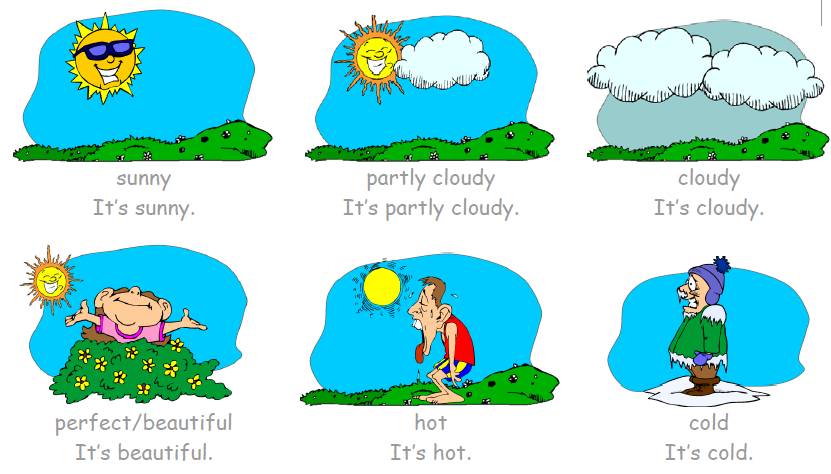 sunny
It's sunny.
partly cloudy
It's partly cloudy.
cloudy
It's cloudy.
perfect/beautiful
It's beautiful.
hot
It's hot.
cold
It's cold.